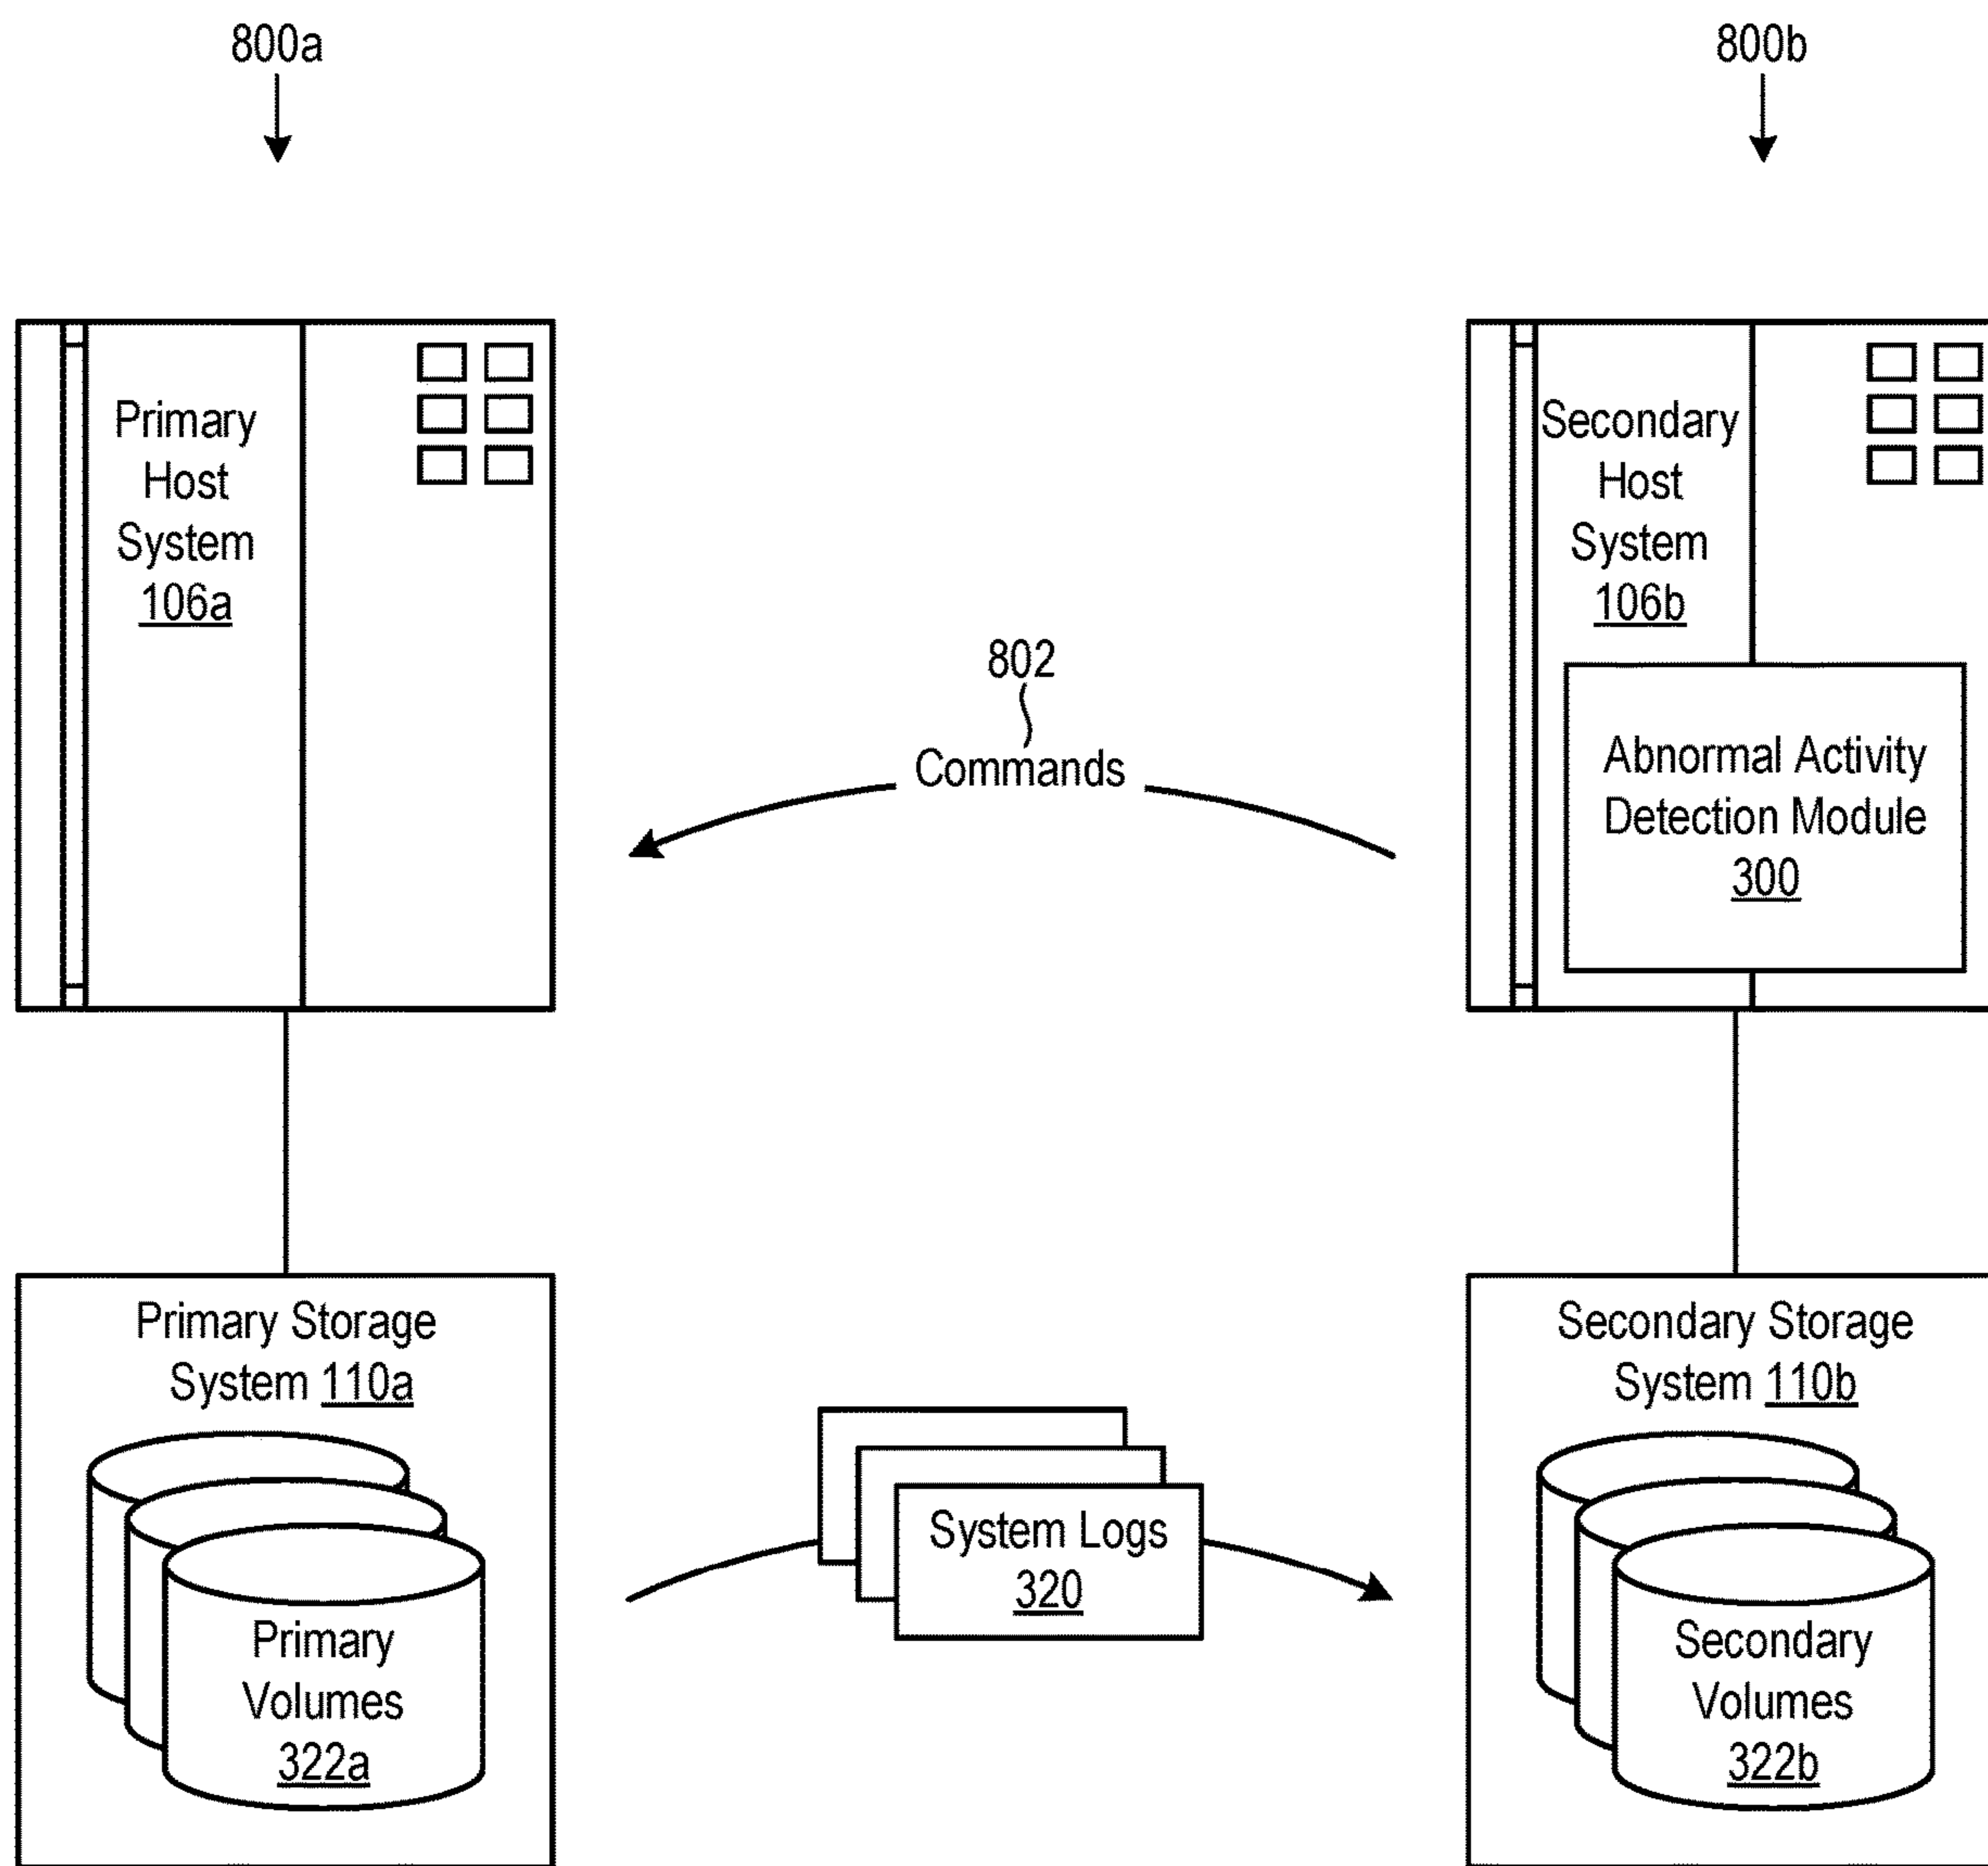 800a
800b
Primary
Host
System
106a
Secondary
Host
System
106b
802
Commands
Abnormal Activity
Detection Module
300
Primary Storage
System 110a
Primary
Volumes
322a
System Logs
320
Secondary Storage
System 110b
Secondary
Volumes
322b